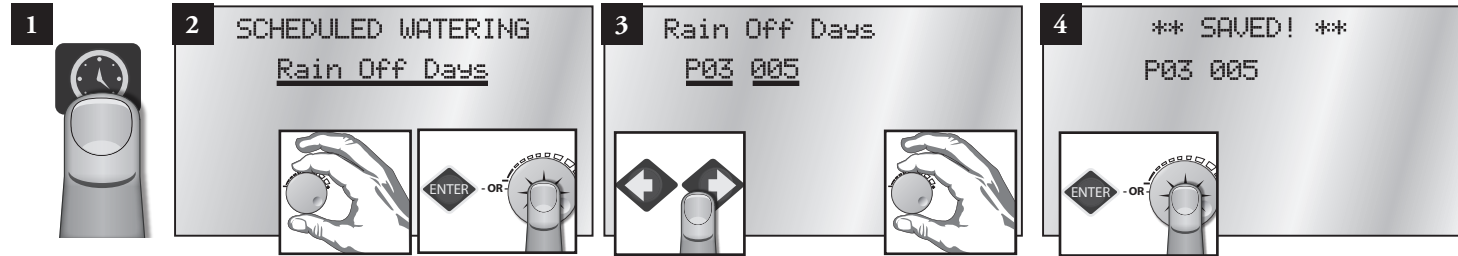 1
2
SCHEDULED WATERING
Rain Off Days
ENTER
- OR -
3
Rain Off Days
P03 005
4
** SAVED! **
P03 005
ENTER
- OR -